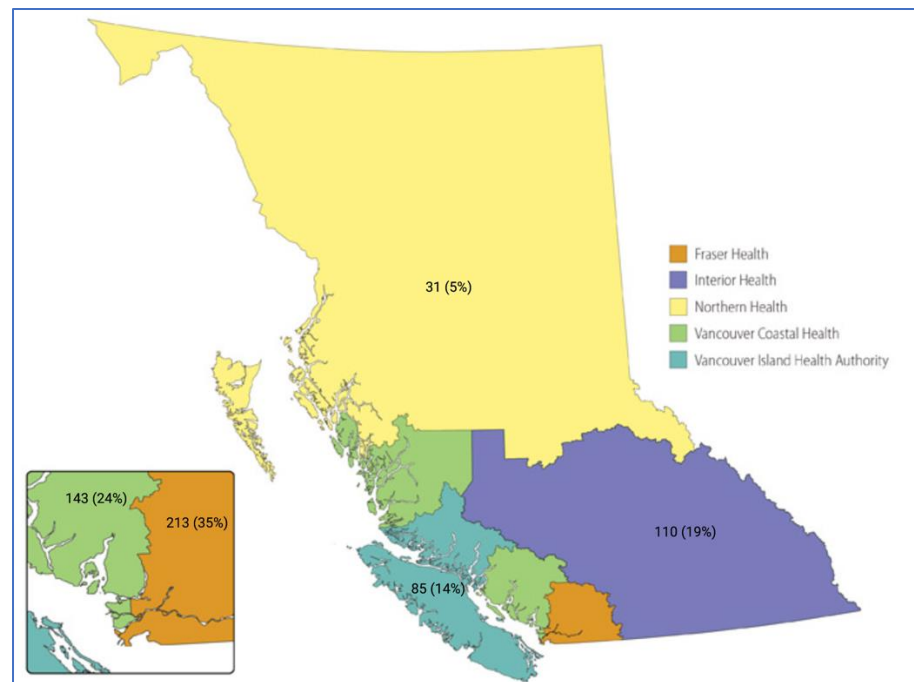 31 (5%)
Fraser Health
Interior Health
Northern Health
Vancouver Coastal Health
Vancouver Island Health Authority
143 (24%)
213 (35%)
110 (19%)
85 (14%)